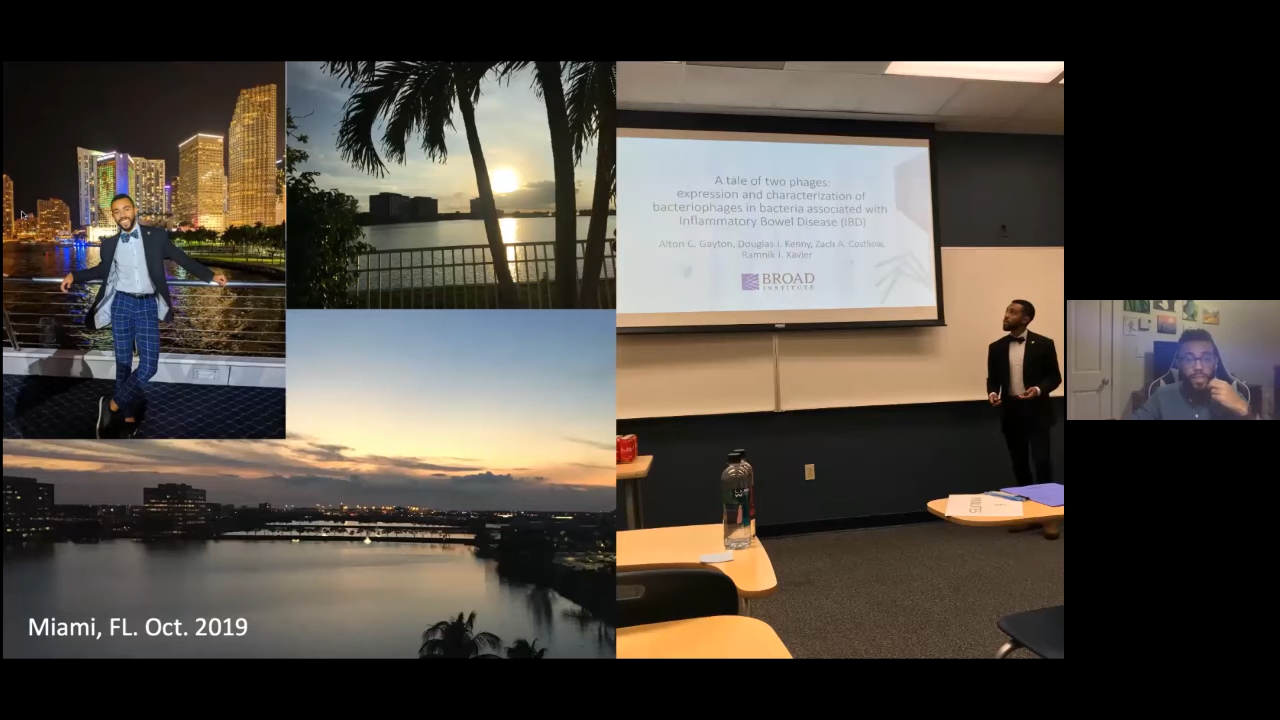 A tale of two phages:
expression and characterization of
bacteriophages in bacteria associated with
Inflammatory Bowel Disease (IBD)
Alton C. Gayton, Douglas J. Kenny, Zach A. Costliow,
Ramnik J. Xavier
BROAD
INSTITUTE
Miami, FL. Oct. 2019